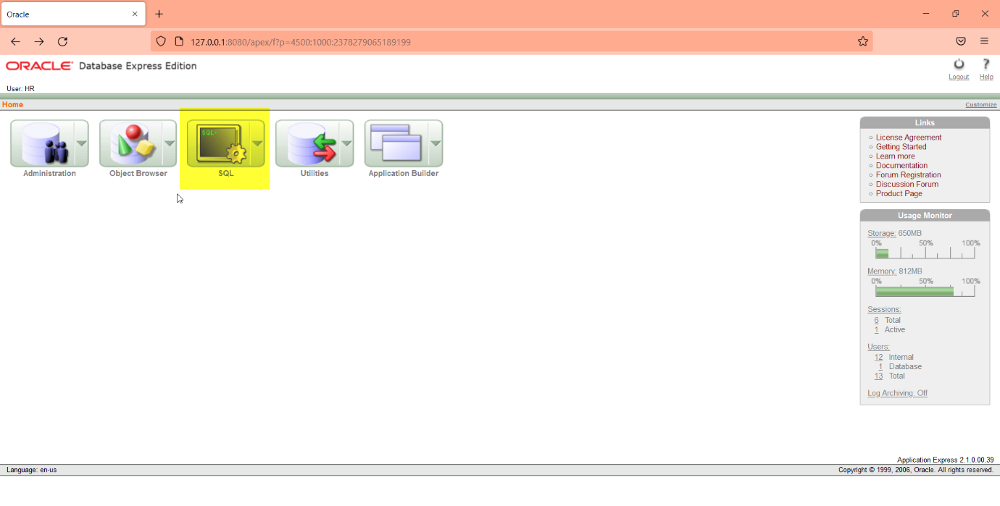 Oracle
127.0.0.1:8080/apex/f?p=4500:1000:2378279065189199
ORACLE® Database Express Edition
Logout
Help
User: HR
Home
Customize
SQL>
Administration
Object Browser
SQL
Utilities
Application Builder
Links
License Agreement
Getting Started
Learn more
Documentation
Forum Registration
Discussion Forum
Product Page
Usage Monitor
Storage: 650MB
0% 50% 100%
Memory: 812MB
0% 50% 100%
Sessions:
6 Total
1 Active
Users:
12 Internal
1 Database
13 Total
Log Archiving: Off
Application Express 2.1.0.00.39
Language: en-us
Copyright © 1999, 2006, Oracle. All rights reserved.